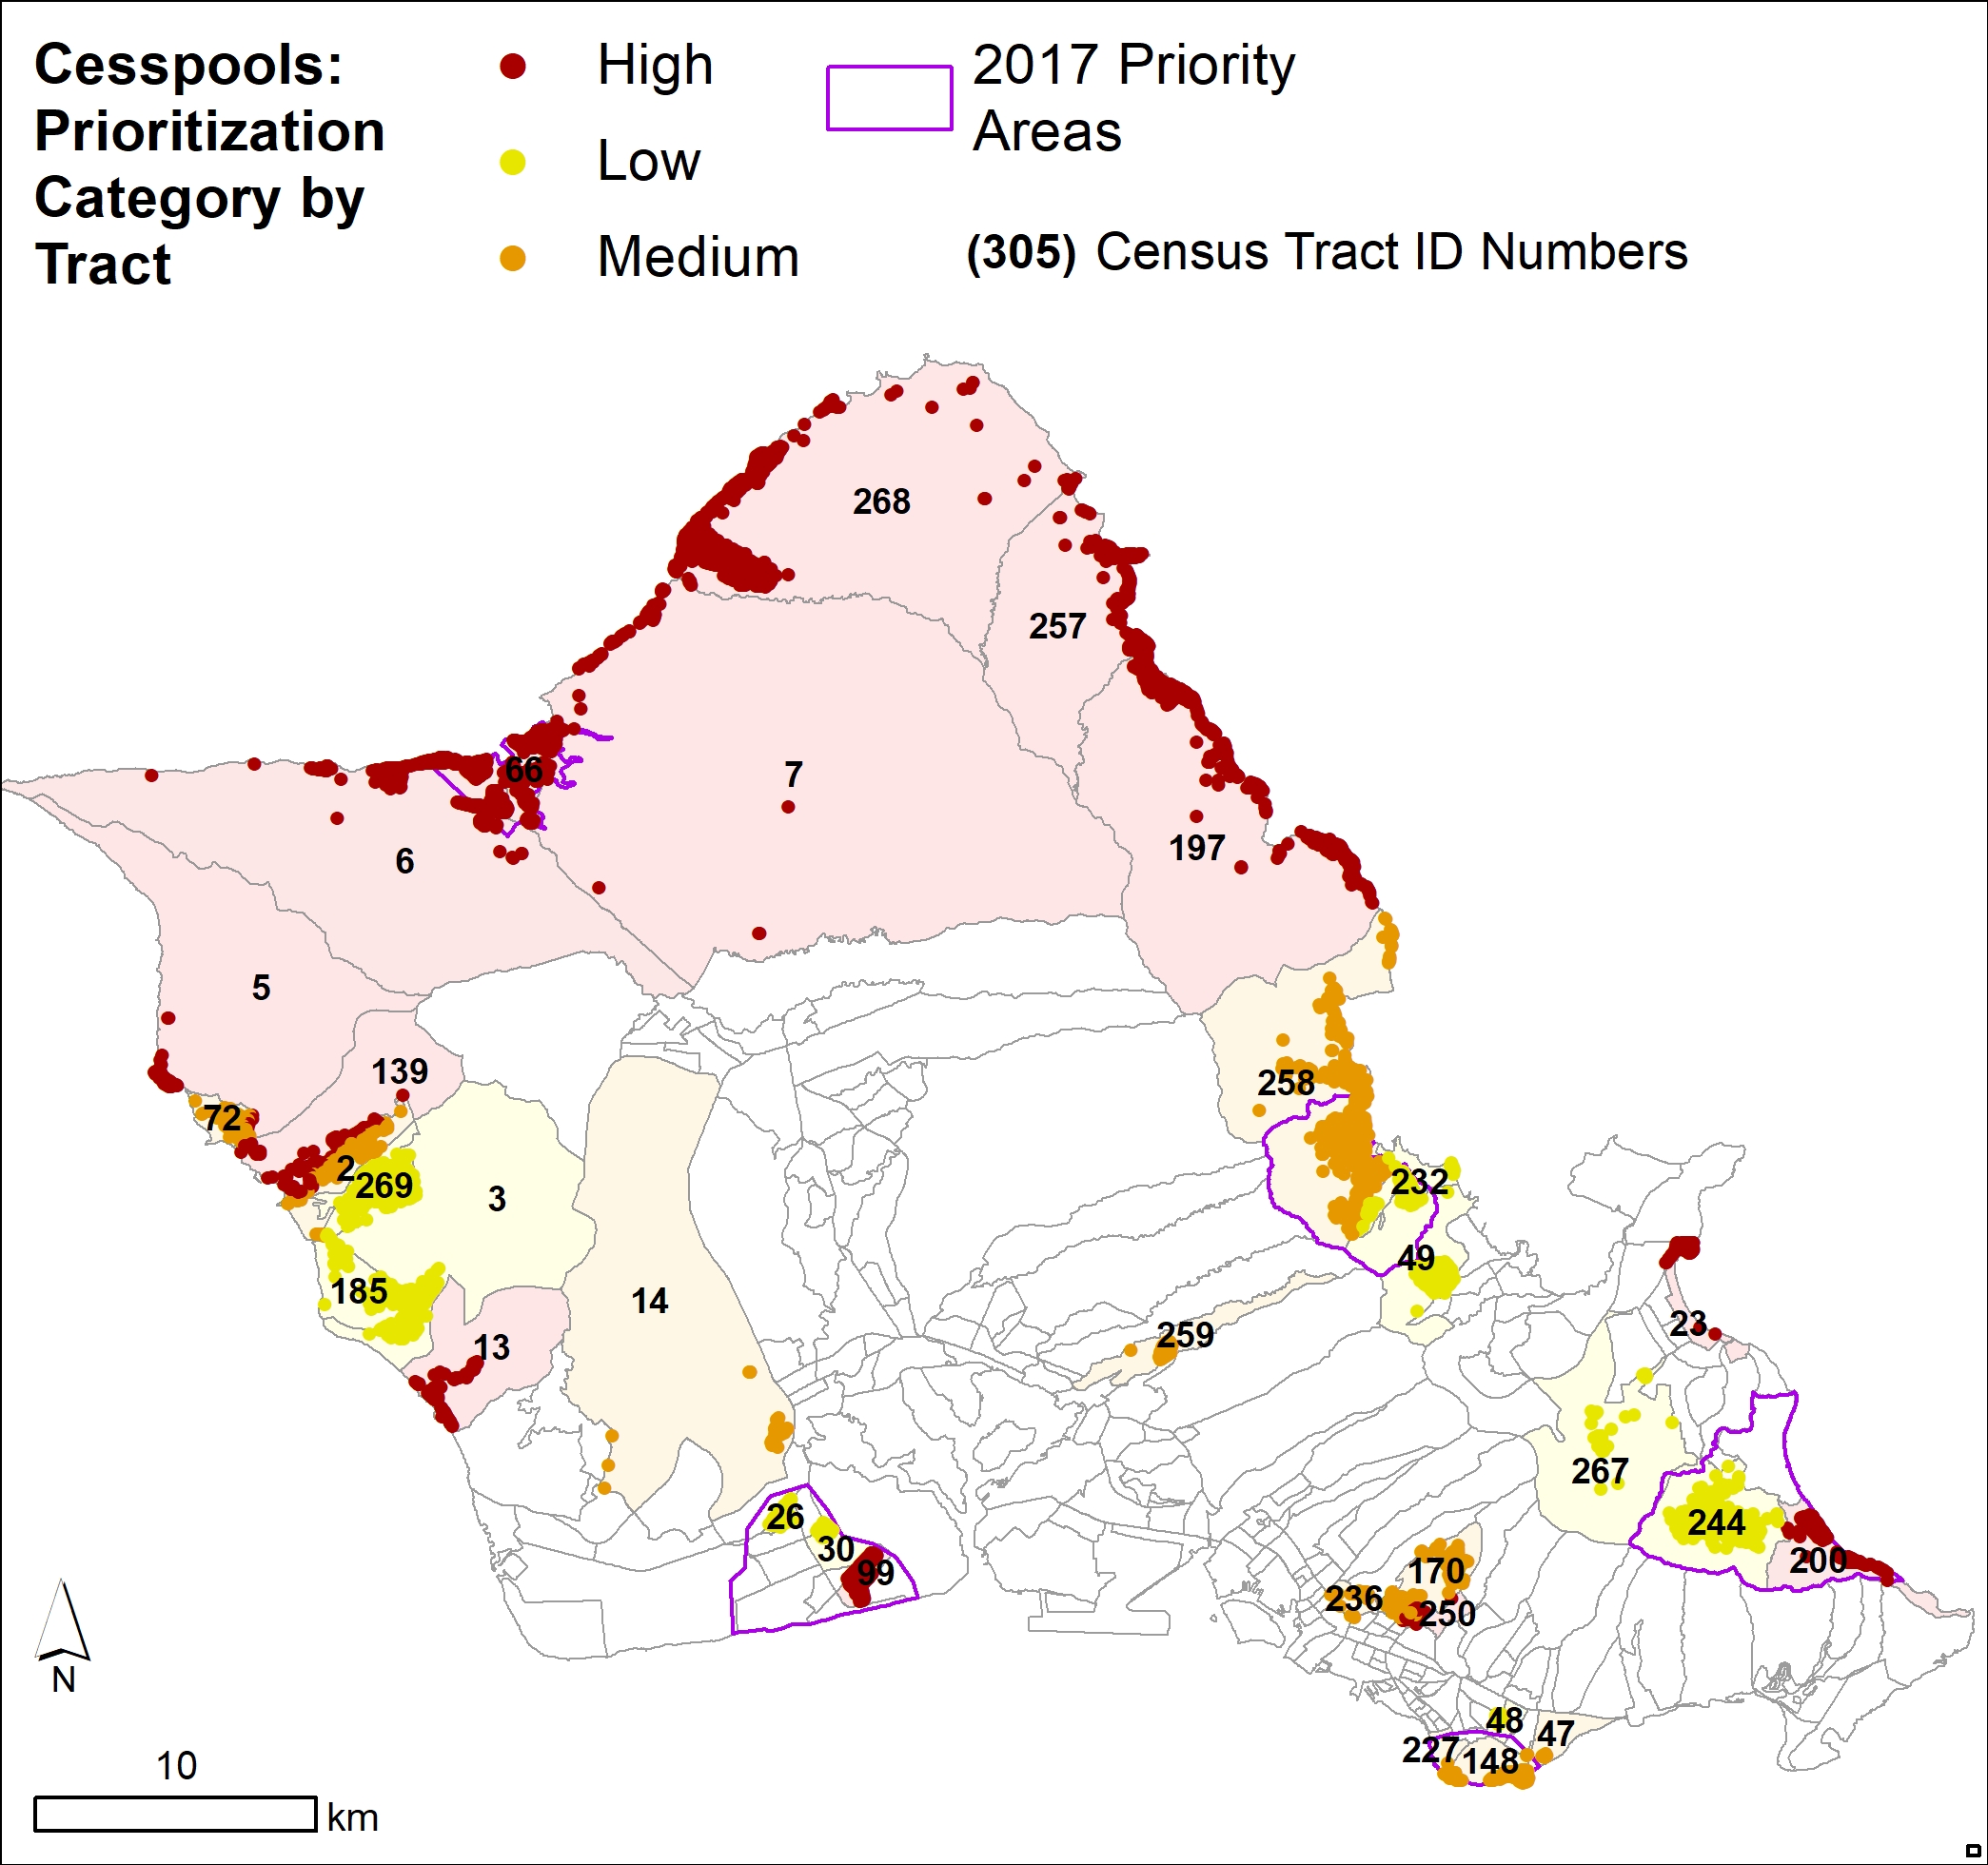 Cesspools:
Prioritization
Category by
Tract
High
Low
Medium
2017 Priority
Areas
(305) Census Tract ID Numbers
268
257
7
66
6
197
5
139
72
2
269
3
185
13
14
258
232
49
259
23
267
244
200
26
30
99
170
236
250
48
47
227
148
N
10
km